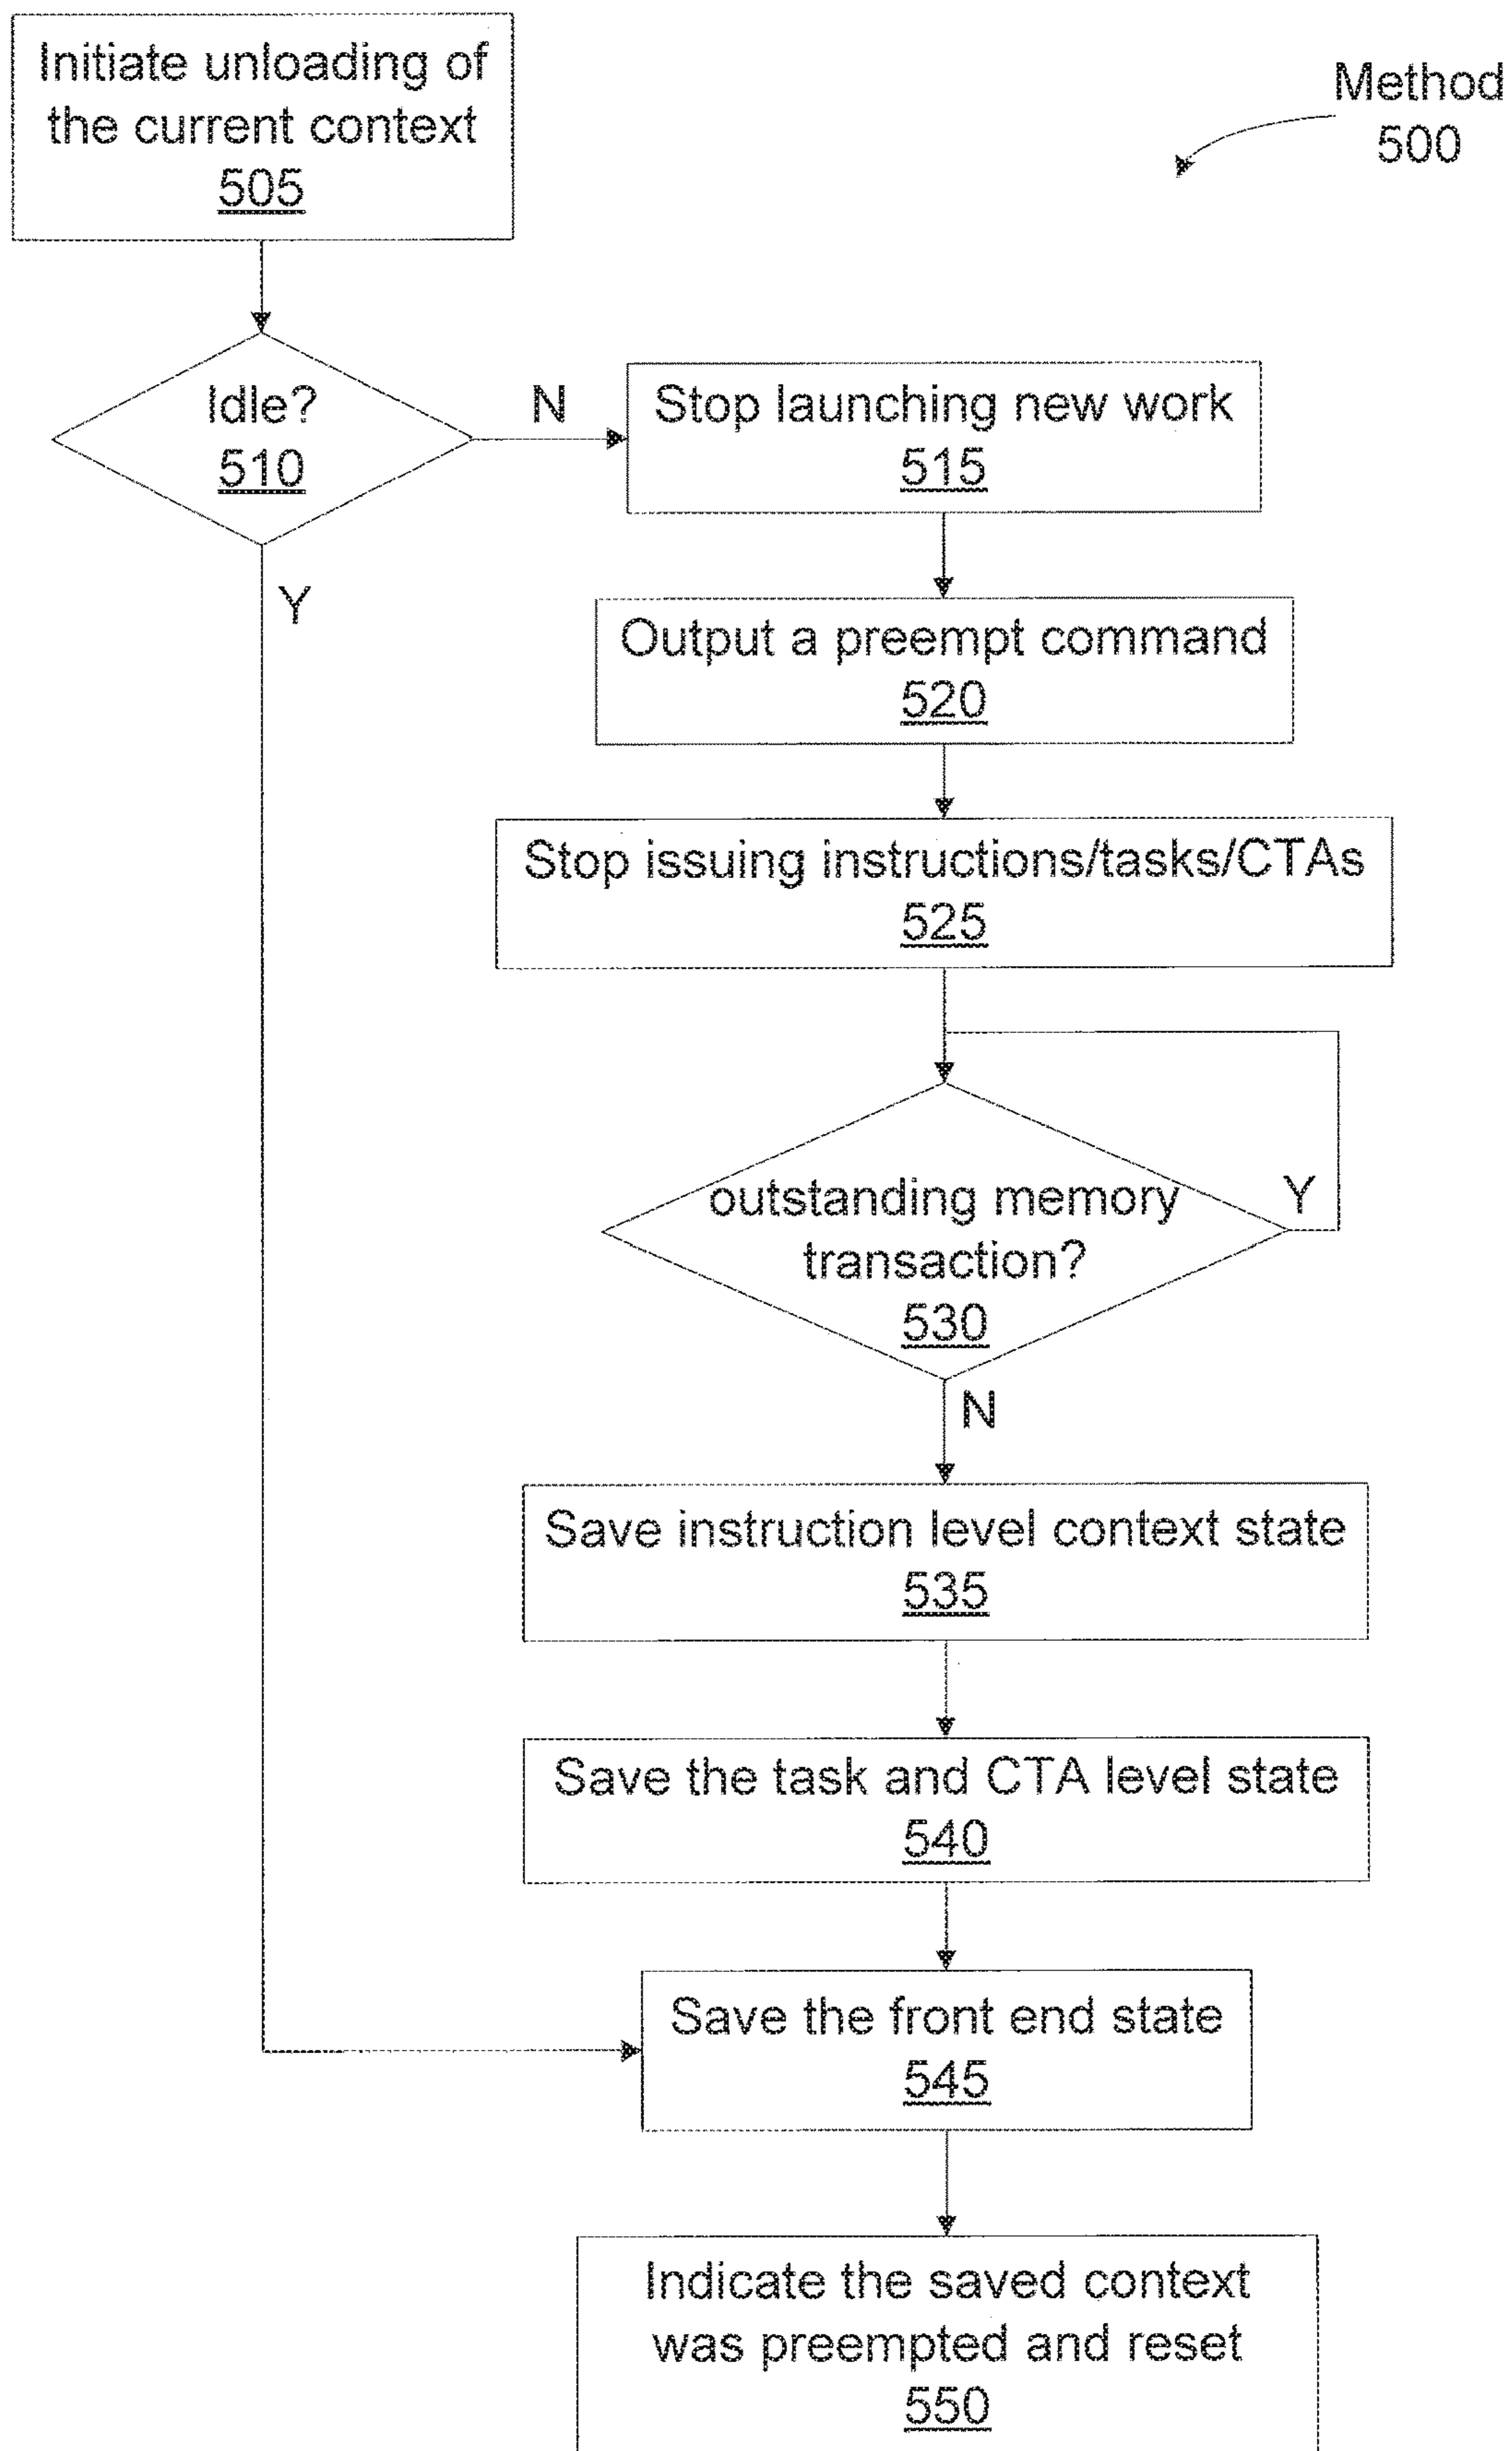 Initiate unloading of
the current context
505
Method
500
Idle?
510
N
Stop launching new work
515
Y
Output a preempt command
520
Stop issuing instructions/tasks/CTAs
525
outstanding memory
transaction?
530
Y
N
Save instruction level context state
535
Save the task and CTA level state
540
Save the front end state
545
Indicate the saved context
was preempted and reset
550